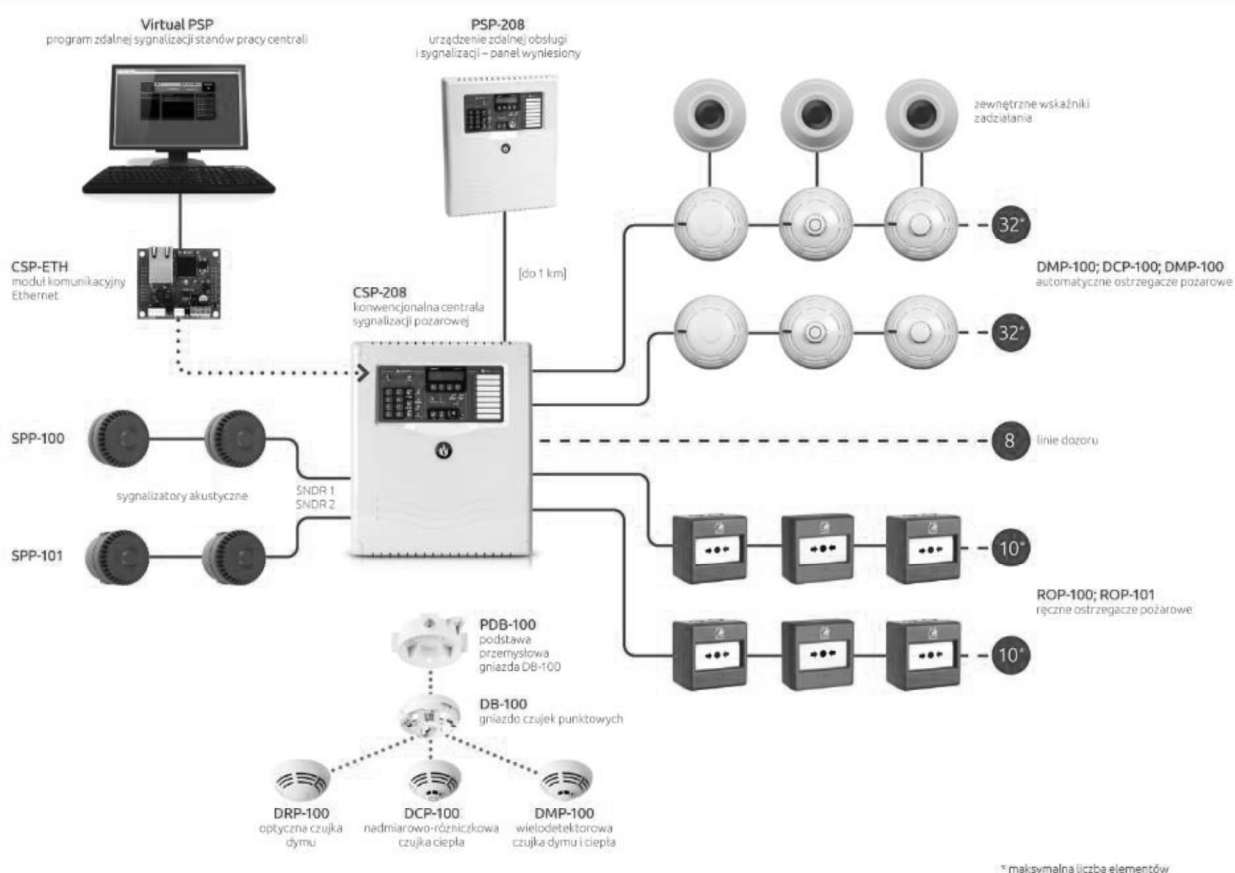 Virtual PSP
program zdalnej sygnalizacji stanów pracy centrali
PSP-208
urządzenie zdalnej obsługi
i sygnalizacji – panel wyniesiony
zewnętrzne wskaźniki
zadziałania
32*
CSP-ETH
moduł komunikacyjny
Ethernet
[do 1 km]
DMP-100; DCP-100; DMP-100
automatyczne ostrzegacze pożarowe
CSP-208
konwencjonalna centrala
sygnalizacji pożarowej
32*
SPP-100
8
linie dozoru
sygnalizatory akustyczne
SNDR 1
SNDR 2
SPP-101
10*
ROP-100; ROP-101
ręczne ostrzegacze pożarowe
10*
PDB-100
podstawa
przemysłowa
gniazda DB-100
DB-100
gniazdo czujek punktowych
DRP-100
optyczna czujka
dymu
DCP-100
nadmiarowo-różniczkowa
czujka ciepła
DMP-100
wielodetektorowa
czujka dymu i ciepła
* maksymalna liczba elementów